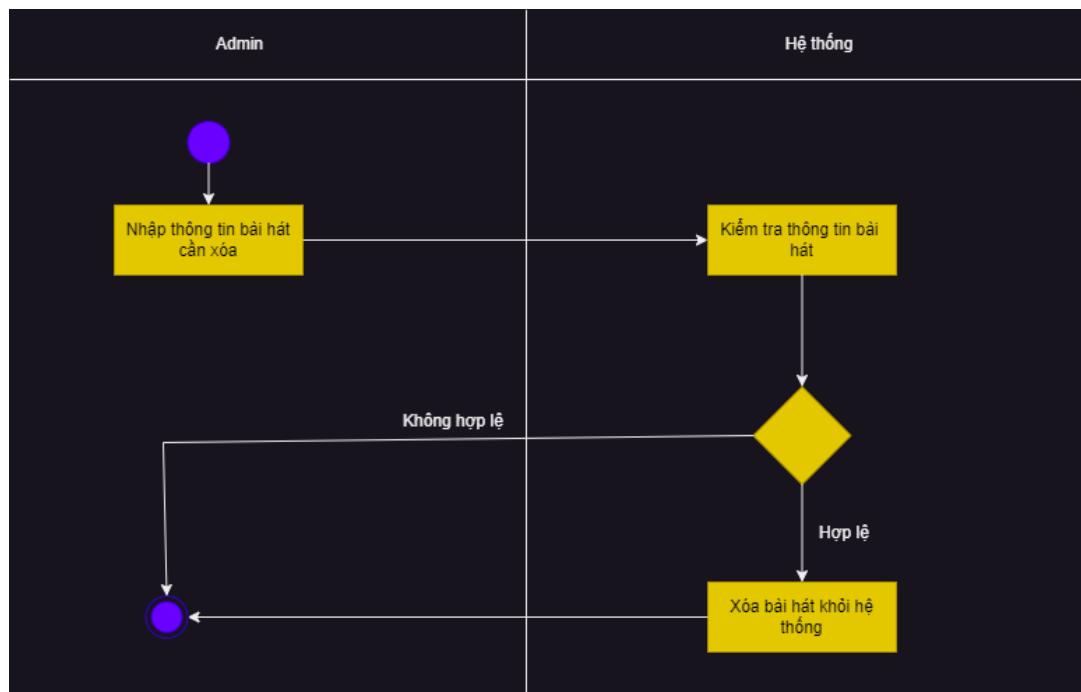 Admin
Hệ thống
Nhập thông tin bài hát
cần xóa
Kiểm tra thông tin bài
hát
Không hợp lệ
Hợp lệ
Xóa bài hát khỏi hệ
thống